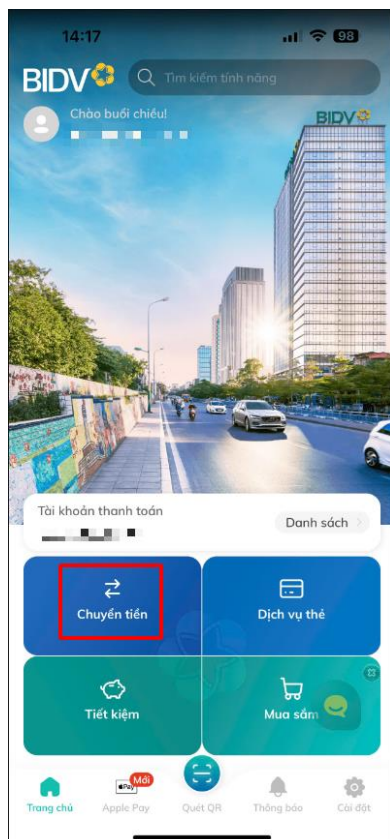 14:17
98
BIDV
Tìm kiếm tính năng
Chào buổi chiều!
BIDV
Tài khoản thanh toán
Danh sách
Chuyển tiền
Dịch vụ thẻ
Tiết kiệm
Mua sắm
Mới
Pay
Trang chủ
Apple Pay
Quét QR
Thông báo
Cài đặt